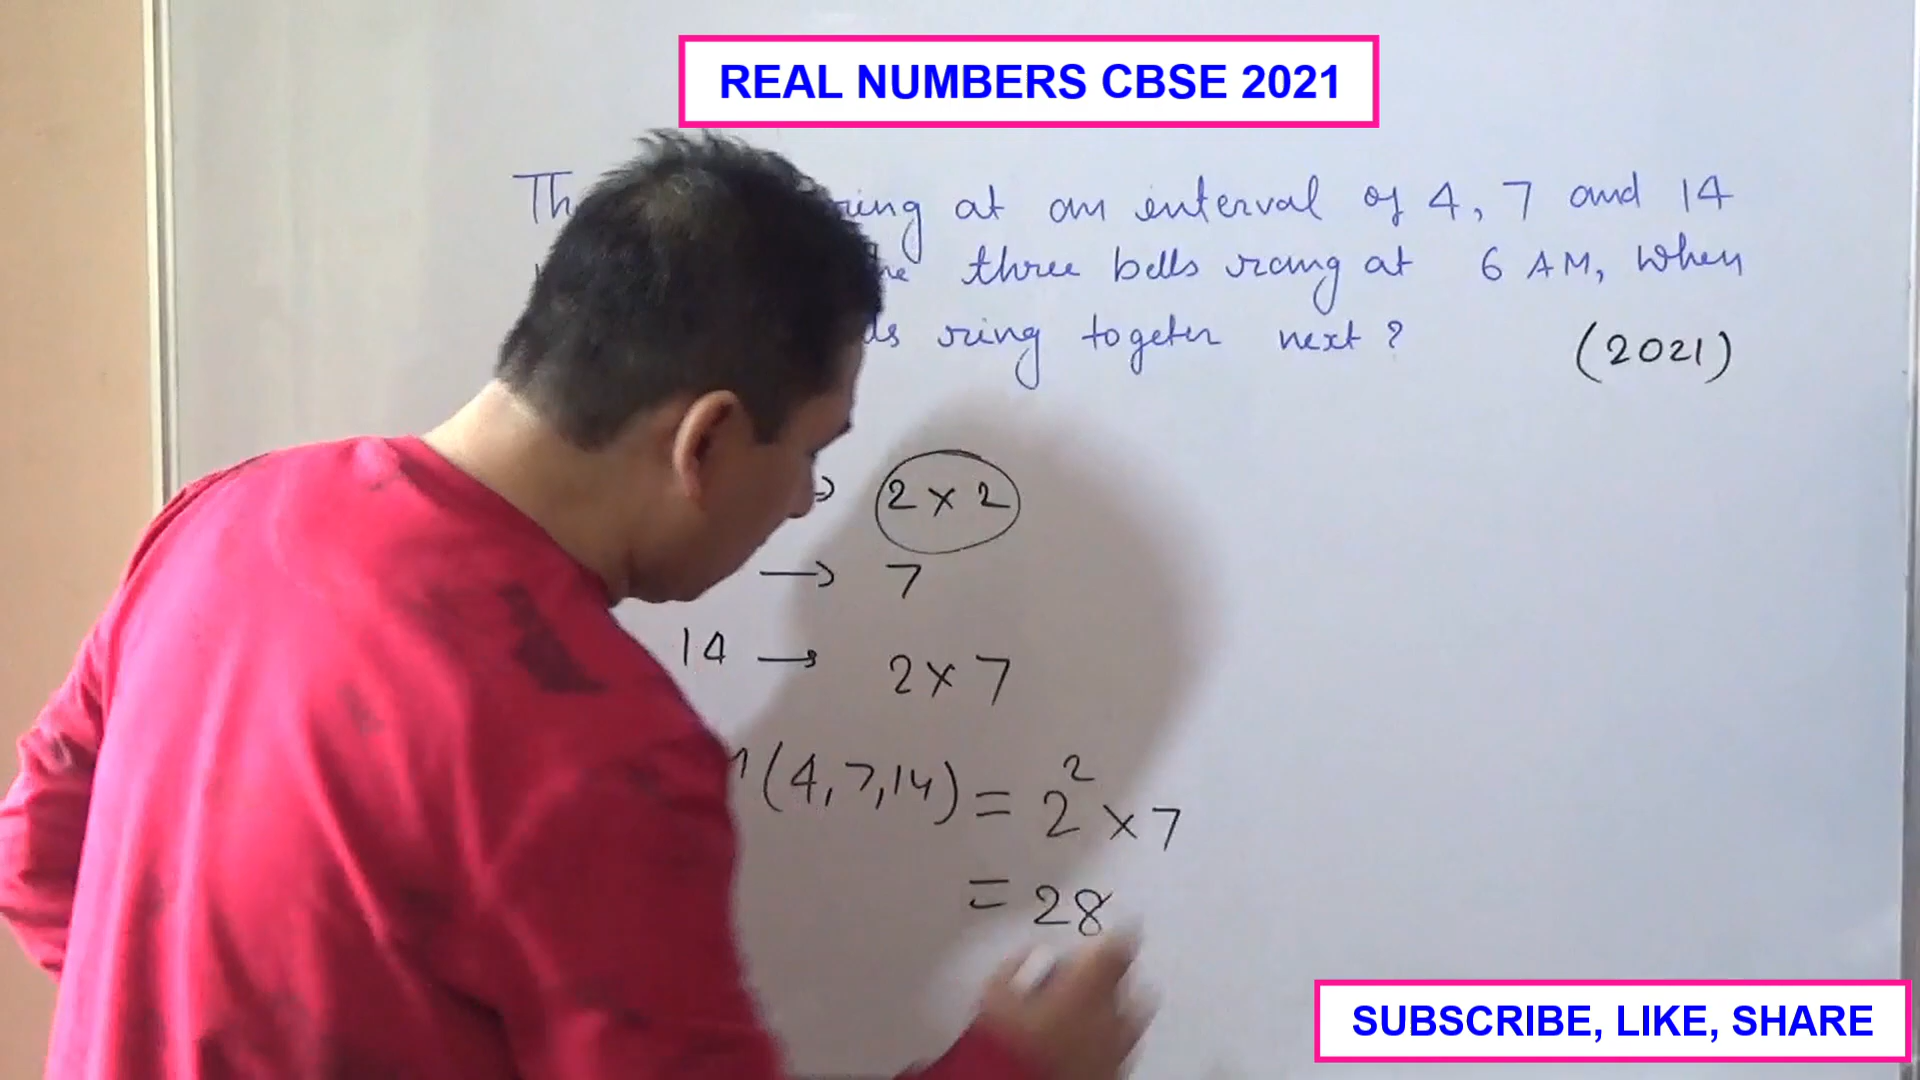 REAL NUMBERS CBSE 2021
ring at an interval of 4, 7 and 14
three bells rang at 6 AM, when
ring togeter next ?
(2021)
2 × 2
→ 7
14 → 2 × 7
(4, 7, 14) = 2² × 7
= 28
SUBSCRIBE, LIKE, SHARE